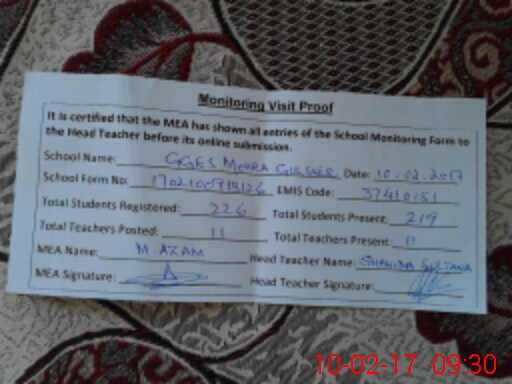 Monitoring Visit Proof
It is certified that the MEA has shown all entries of the School Monitoring Form to
the Head Teacher before its online submission.
School Name: GGES MOHRA Date: 10.02.2017
School Form No: EMIS Code: 37410151
Total Students Registered: 226 Total Students Present: 219
Total Teachers Posted: 11 Total Teachers Present: 11
MEA Name: M AZAM Head Teacher Name: SHAHIDA SULTANA
MEA Signature: Head Teacher Signature:
10-02-17 09:30